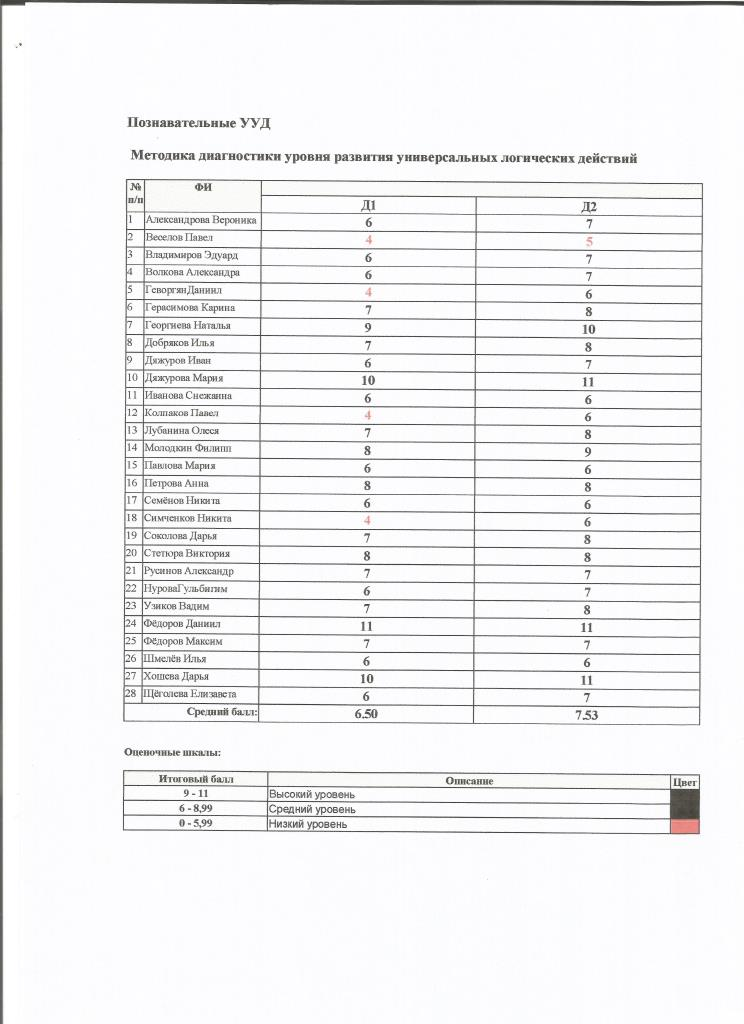 Познавательные УУД
Методика диагностики уровня развития универсальных логических действий
№ п/п ФИ
Д1 Д2
1 Александрова Вероника 6 7
2 Веселов Павел 4 5
3 Владимиров Эдуард 6 7
4 Волкова Александра 6 7
5 ГеворгянДаниил 4 6
6 Герасимова Карина 7 8
7 Георгиева Наталья 9 10
8 Добряков Илья 7 8
9 Дяжуров Иван 6 7
10 Дяжурова Мария 10 11
11 Иванова Снежанна 6 6
12 Колпаков Павел 4 6
13 Лубанина Олеся 7 8
14 Молодкин Филипп 8 9
15 Павлова Мария 6 6
16 Петрова Анна 8 8
17 Семёнов Никита 6 6
18 Симченков Никита 4 6
19 Соколова Дарья 7 8
20 Стетюра Виктория 8 8
21 Русинов Александр 7 7
22 НуроваГульбигим 6 7
23 Узиков Вадим 7 8
24 Фёдоров Даниил 11 11
25 Фёдоров Максим 7 7
26 Шмелёв Илья 6 6
27 Хошева Дарья 10 11
28 Щёголева Елизавета 6 7
Средний балл: 6.50 7.53
Оценочные шкалы:
Итоговый балл Описание Цвет
9 - 11 Высокий уровень
6 - 8,99 Средний уровень
0 - 5,99 Низкий уровень